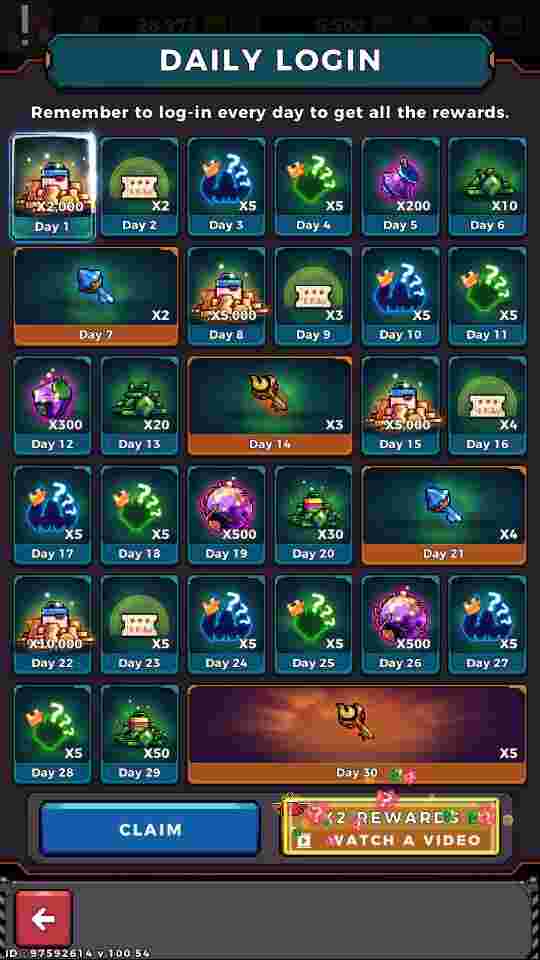 DAILY LOGIN
Remember to log-in every day to get all the rewards.
X2,000 X2 X5 X5 X200 X10
Day 1 Day 2 Day 3 Day 4 Day 5 Day 6
X2 X5,000 X3 X5 X5
Day 7 Day 8 Day 9 Day 10 Day 11
X300 X20 X3 X5,000 X4
Day 12 Day 13 Day 14 Day 15 Day 16
X5 X5 X500 X30 X4
Day 17 Day 18 Day 19 Day 20 Day 21
X10,000 X5 X5 X5 X500 X5
Day 22 Day 23 Day 24 Day 25 Day 26 Day 27
X5 X50 X5
Day 28 Day 29 Day 30
CLAIM
X2 REWARDS
WATCH A VIDEO
ID : 97592614 v.100.54